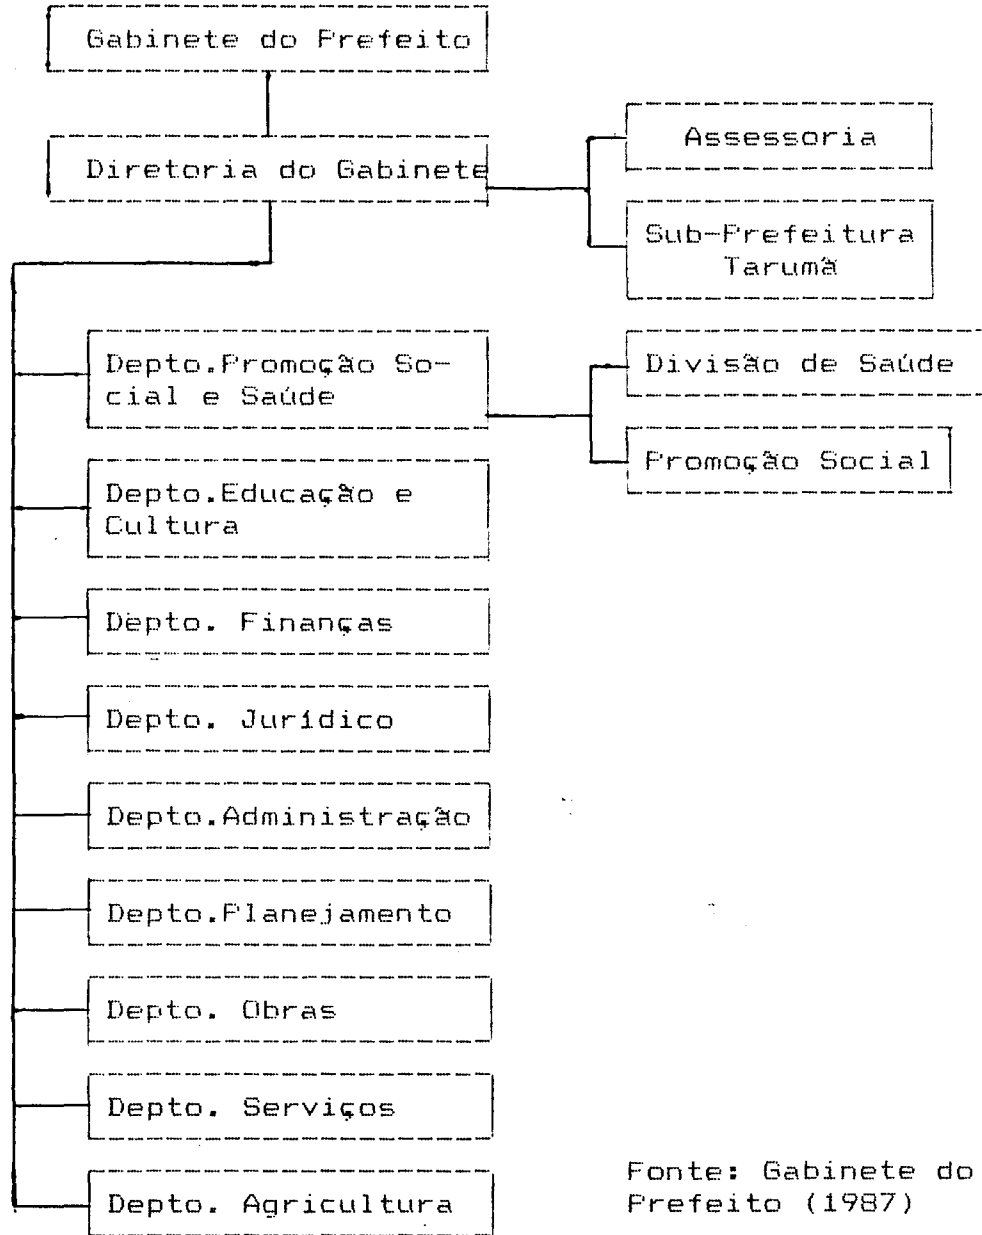 Gabinete do Prefeito
Diretoria do Gabinete
Assessoria
Sub-Prefeitura
Tarumã
Depto.Promoção So-
cial e Saúde
Divisão de Saúde
Promoção Social
Depto.Educação e
Cultura
Depto. Finanças
Depto. Jurídico
Depto.Administração
Depto.Planejamento
Depto. Obras
Depto. Serviços
Depto. Agricultura
Fonte: Gabinete do
Prefeito (1987)